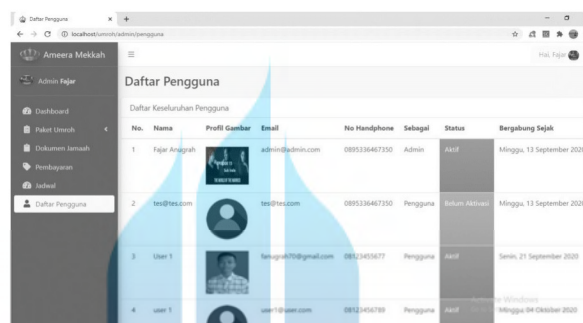 Daftar Pengguna
localhost/umroh/admin/pengguna
Ameera Mekkah
Hai, Fajar
Admin Fajar
Dashboard
Paket Umroh
Dokumen Jamaah
Pembayaran
Jadwal
Daftar Pengguna
Daftar Pengguna
Daftar Keseluruhan Pengguna
No. Nama Profil Gambar Email No Handphone Sebagai Status Bergabung Sejak
1 Fajar Anugrah admin@admin.com 0895336467350 Admin Aktif Minggu, 13 September 2020
2 tes@tes.com tes@tes.com 0895336467350 Pengguna Belum Aktivasi Minggu, 13 September 2020
3 User 1 fanugrah70@gmail.com 08123455677 Pengguna Aktif Senin, 21 September 2020
4 user 1 user1@user.com 08123456789 Pengguna Aktif Minggu, 04 Oktober 2020
Windows